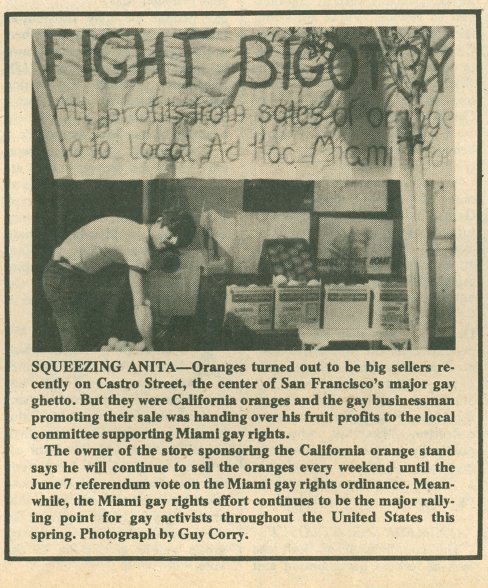 FIGHT BIGOTRY
All profits from sales of orange
go to local Ad Hoc Miami
HOME
SQUEEZING ANITA—Oranges turned out to be big sellers re-
cently on Castro Street, the center of San Francisco's major gay
ghetto. But they were California oranges and the gay businessman
promoting their sale was handing over his fruit profits to the local
committee supporting Miami gay rights.
The owner of the store sponsoring the California orange stand
says he will continue to sell the oranges every weekend until the
June 7 referendum vote on the Miami gay rights ordinance. Mean-
while, the Miami gay rights effort continues to be the major rally-
ing point for gay activists throughout the United States this
spring. Photograph by Guy Corry.